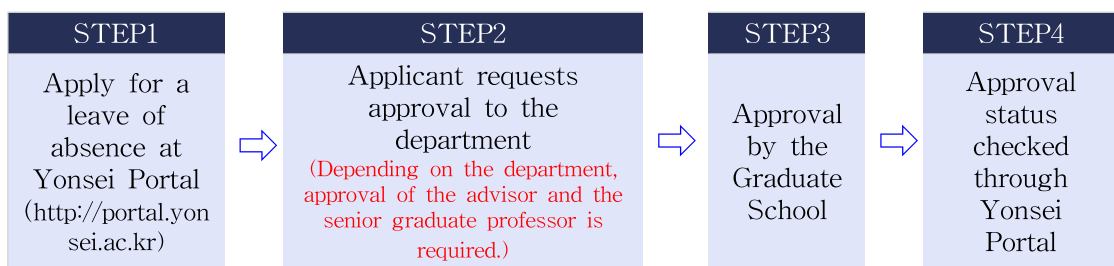 STEP1
Apply for a
leave of
absence at
Yonsei Portal
(http://portal.yon
sei.ac.kr)
STEP2
Applicant requests
approval to the
department
(Depending on the department,
approval of the advisor and the
senior graduate professor is
required.)
STEP3
Approval
by the
Graduate
School
STEP4
Approval
status
checked
through
Yonsei
Portal